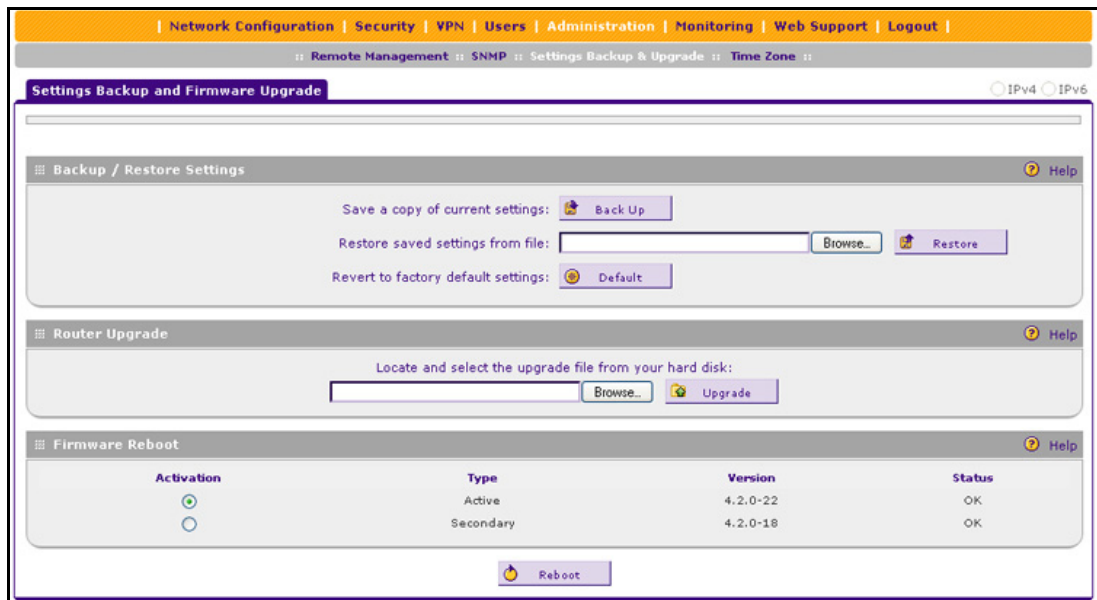 | Network Configuration | Security | VPN | Users | Administration | Monitoring | Web Support | Logout |
:: Remote Management :: SNMP :: Settings Backup & Upgrade :: Time Zone ::
Settings Backup and Firmware Upgrade
IPv4 IPv6
Backup / Restore Settings
Help
Save a copy of current settings: Back Up
Restore saved settings from file: Browse... Restore
Revert to factory default settings: Default
Router Upgrade
Help
Locate and select the upgrade file from your hard disk:
Browse... Upgrade
Firmware Reboot
Help
Activation Type Version Status
Active 4.2.0-22 OK
Secondary 4.2.0-18 OK
Reboot